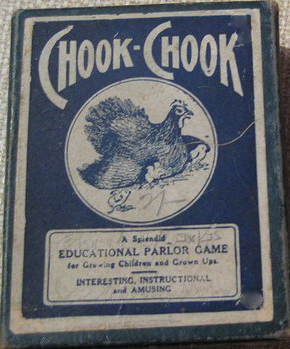 CHOOK-CHOOK
A Splendid
EDUCATIONAL PARLOR GAME
for Growing Children and Grown Ups.
INTERESTING, INSTRUCTIONAL
and AMUSING